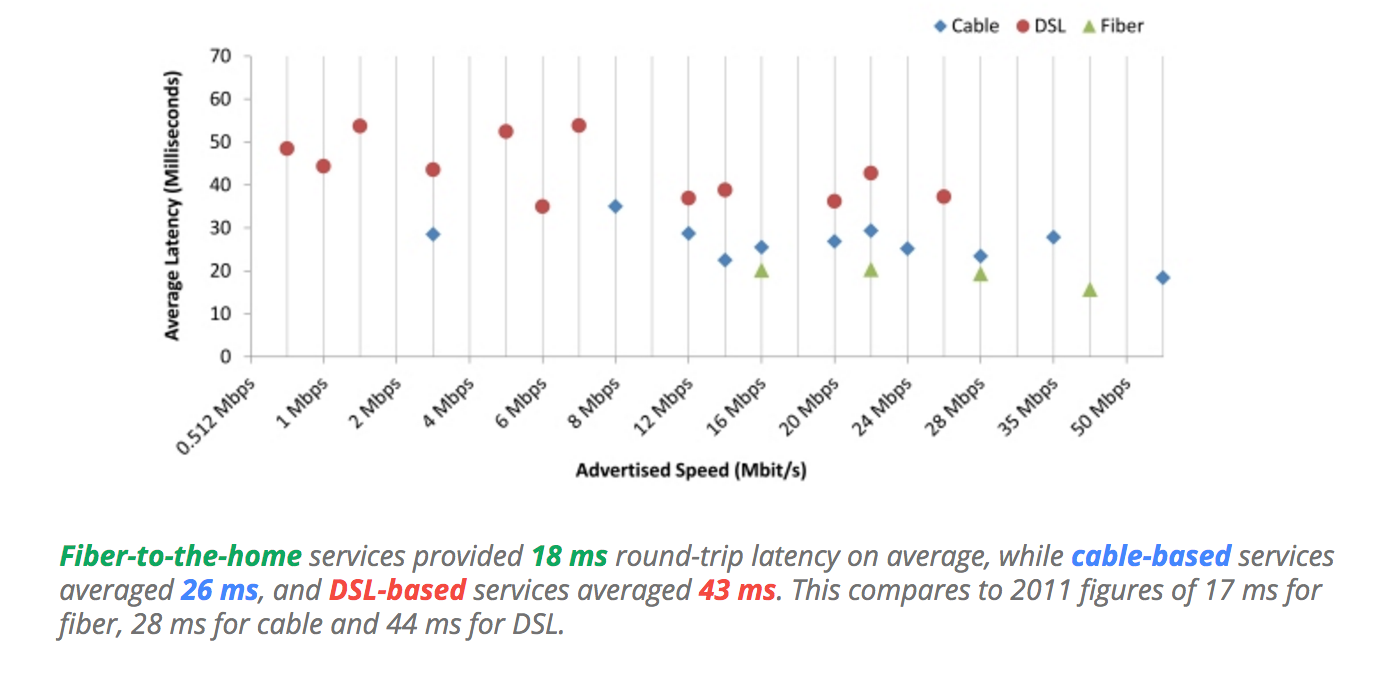 Cable DSL Fiber
Average Latency (Milliseconds)
70
60
50
40
30
20
10
0
0.512 Mbps
1 Mbps
2 Mbps
4 Mbps
6 Mbps
8 Mbps
12 Mbps
16 Mbps
20 Mbps
24 Mbps
28 Mbps
35 Mbps
50 Mbps
Advertised Speed (Mbit/s)
Fiber-to-the-home services provided 18 ms round-trip latency on average, while cable-based services
averaged 26 ms, and DSL-based services averaged 43 ms. This compares to 2011 figures of 17 ms for
fiber, 28 ms for cable and 44 ms for DSL.